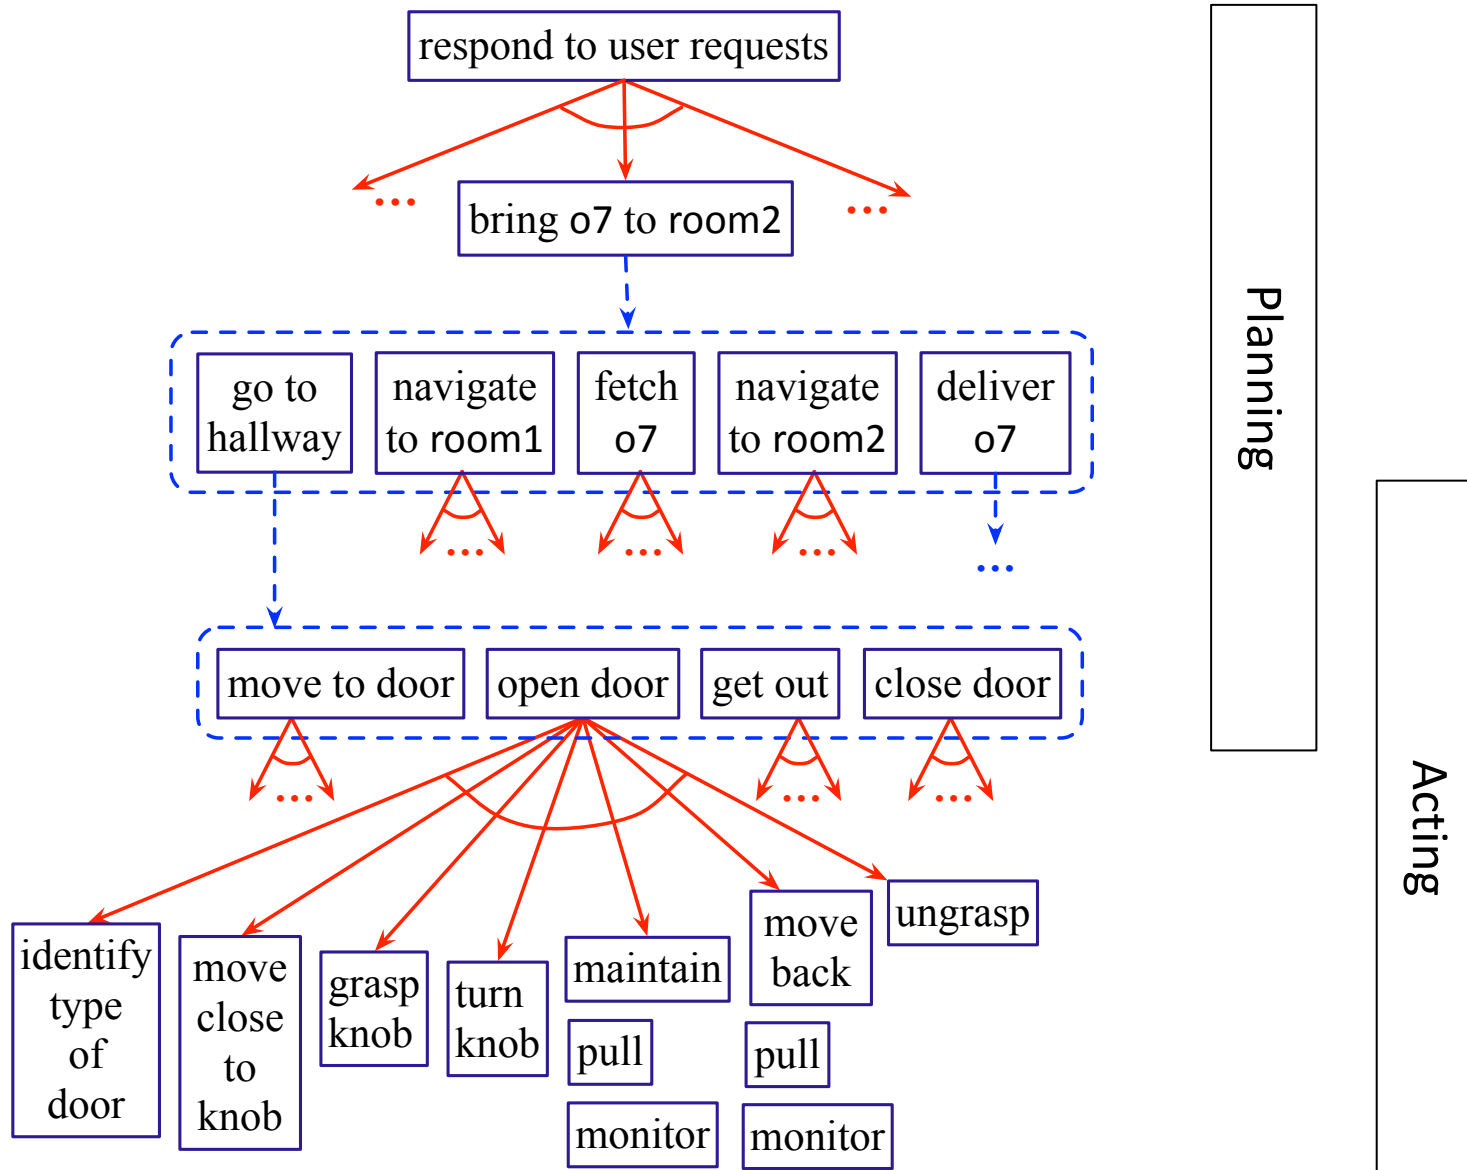 respond to user requests
...
bring o7 to room2
...
go to
hallway
navigate
to room1
fetch
o7
navigate
to room2
deliver
o7
...
...
...
...
move to door
open door
get out
close door
...
...
...
identify
type
of
door
move
close
to
knob
grasp
knob
turn
knob
maintain
pull
monitor
move
back
pull
monitor
ungrasp
Planning
Acting